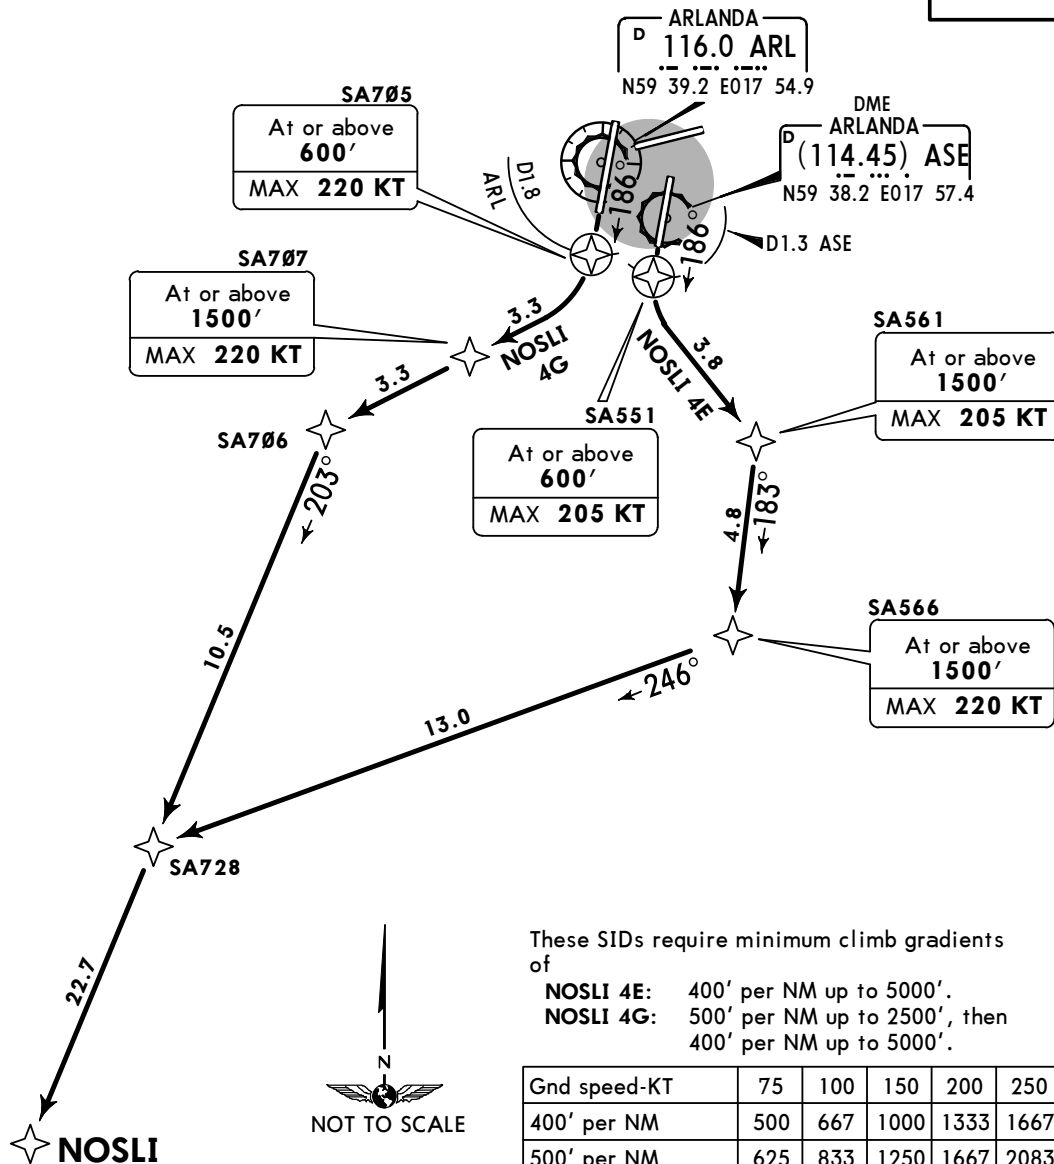 ARLANDA
D 116.0 ARL
N59 39.2 E017 54.9
DME
ARLANDA
D (114.45) ASE
N59 38.2 E017 57.4
SA7Ø5
At or above
600'
MAX 220 KT
D1.8
ARL
186°
186°
D1.3 ASE
SA7Ø7
At or above
1500'
MAX 220 KT
3.3
NOSLI
4G
3.8
NOSLI 4E
SA561
At or above
1500'
MAX 205 KT
3.3
SA7Ø6
SA551
At or above
600'
MAX 205 KT
203°
183°
4.8
SA566
At or above
1500'
MAX 220 KT
10.5
246°
13.0
SA728
22.7
NOSLI
N
NOT TO SCALE
These SIDs require minimum climb gradients
of
NOSLI 4E: 400' per NM up to 5000'.
NOSLI 4G: 500' per NM up to 2500', then
400' per NM up to 5000'.
Gnd speed-KT 75 100 150 200 250
400' per NM 500 667 1000 1333 1667
500' per NM 625 833 1250 1667 2083